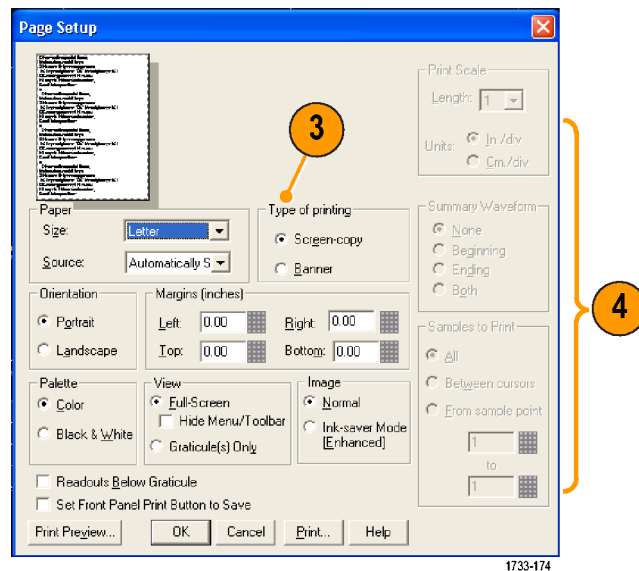 Page Setup
Print Scale
Length: 1
Units: In./div
Cm./div
3
Paper
Size: Letter
Source: Automatically S
Type of printing
Screen-copy
Banner
Summary Waveform
None
Beginning
Ending
Both
4
Orientation
Portrait
Landscape
Margins (inches)
Left: 0.00 Right: 0.00
Top: 0.00 Bottom: 0.00
Samples to Print
All
Between cursors
From sample point
1
to
1
Palette
Color
Black & White
View
Full-Screen
Hide Menu/Toolbar
Graticule(s) Only
Image
Normal
Ink-saver Mode
[Enhanced]
Readouts Below Graticule
Set Front Panel Print Button to Save
Print Preview... OK Cancel Print... Help
1733-174